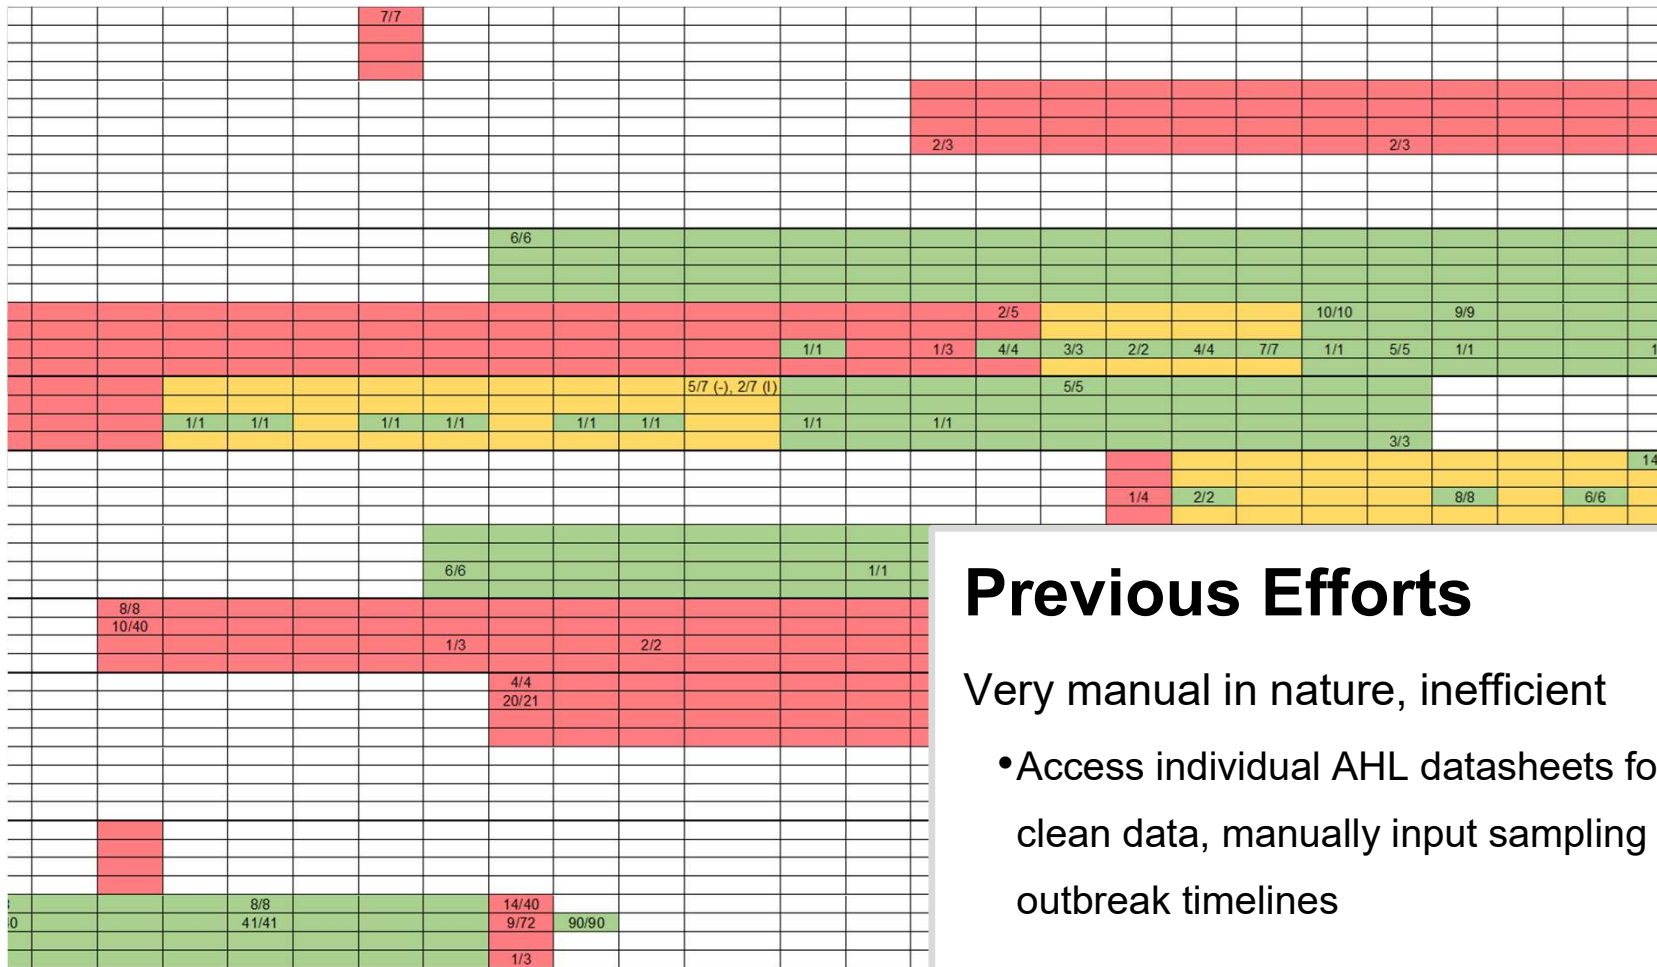 7/7
2/3 2/3
6/6
2/5 10/10 9/9
1/1 1/3 4/4 3/3 2/2 4/4 7/7 1/1 5/5 1/1
5/7 (-), 2/7 (I) 5/5
1/1 1/1 1/1 1/1 1/1 1/1 1/1 1/1
3/3
14
1/4 2/2 8/8 6/6
6/6 1/1
8/8
10/40
1/3 2/2
4/4
20/21
8/8 14/40
41/41 9/72 90/90
1/3
Previous Efforts
Very manual in nature, inefficient
•Access individual AHL datasheets fo
clean data, manually input sampling
outbreak timelines